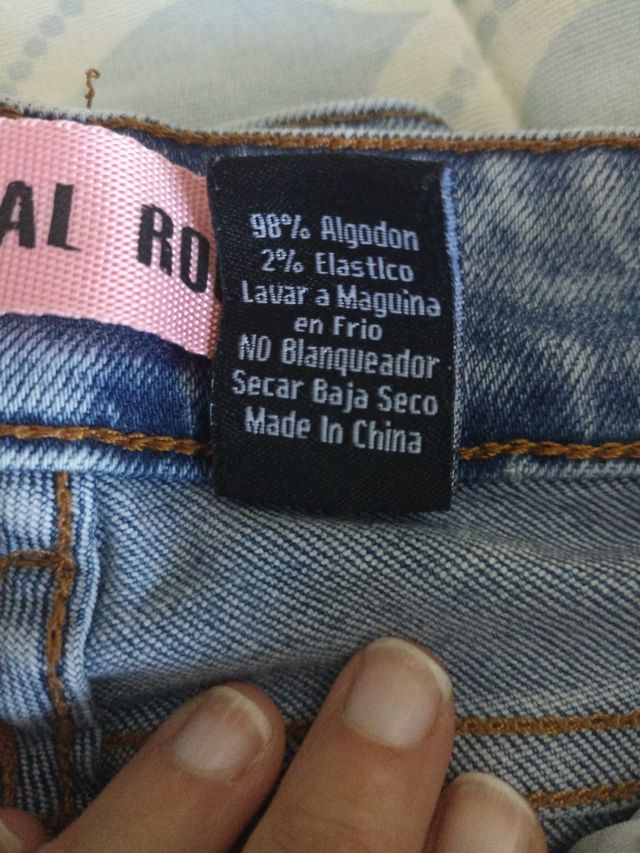 AL RO
98% Algodon
2% Elastico
Lavar a Maguina
en Frio
NO Blanqueador
Secar Baja Seco
Made In China